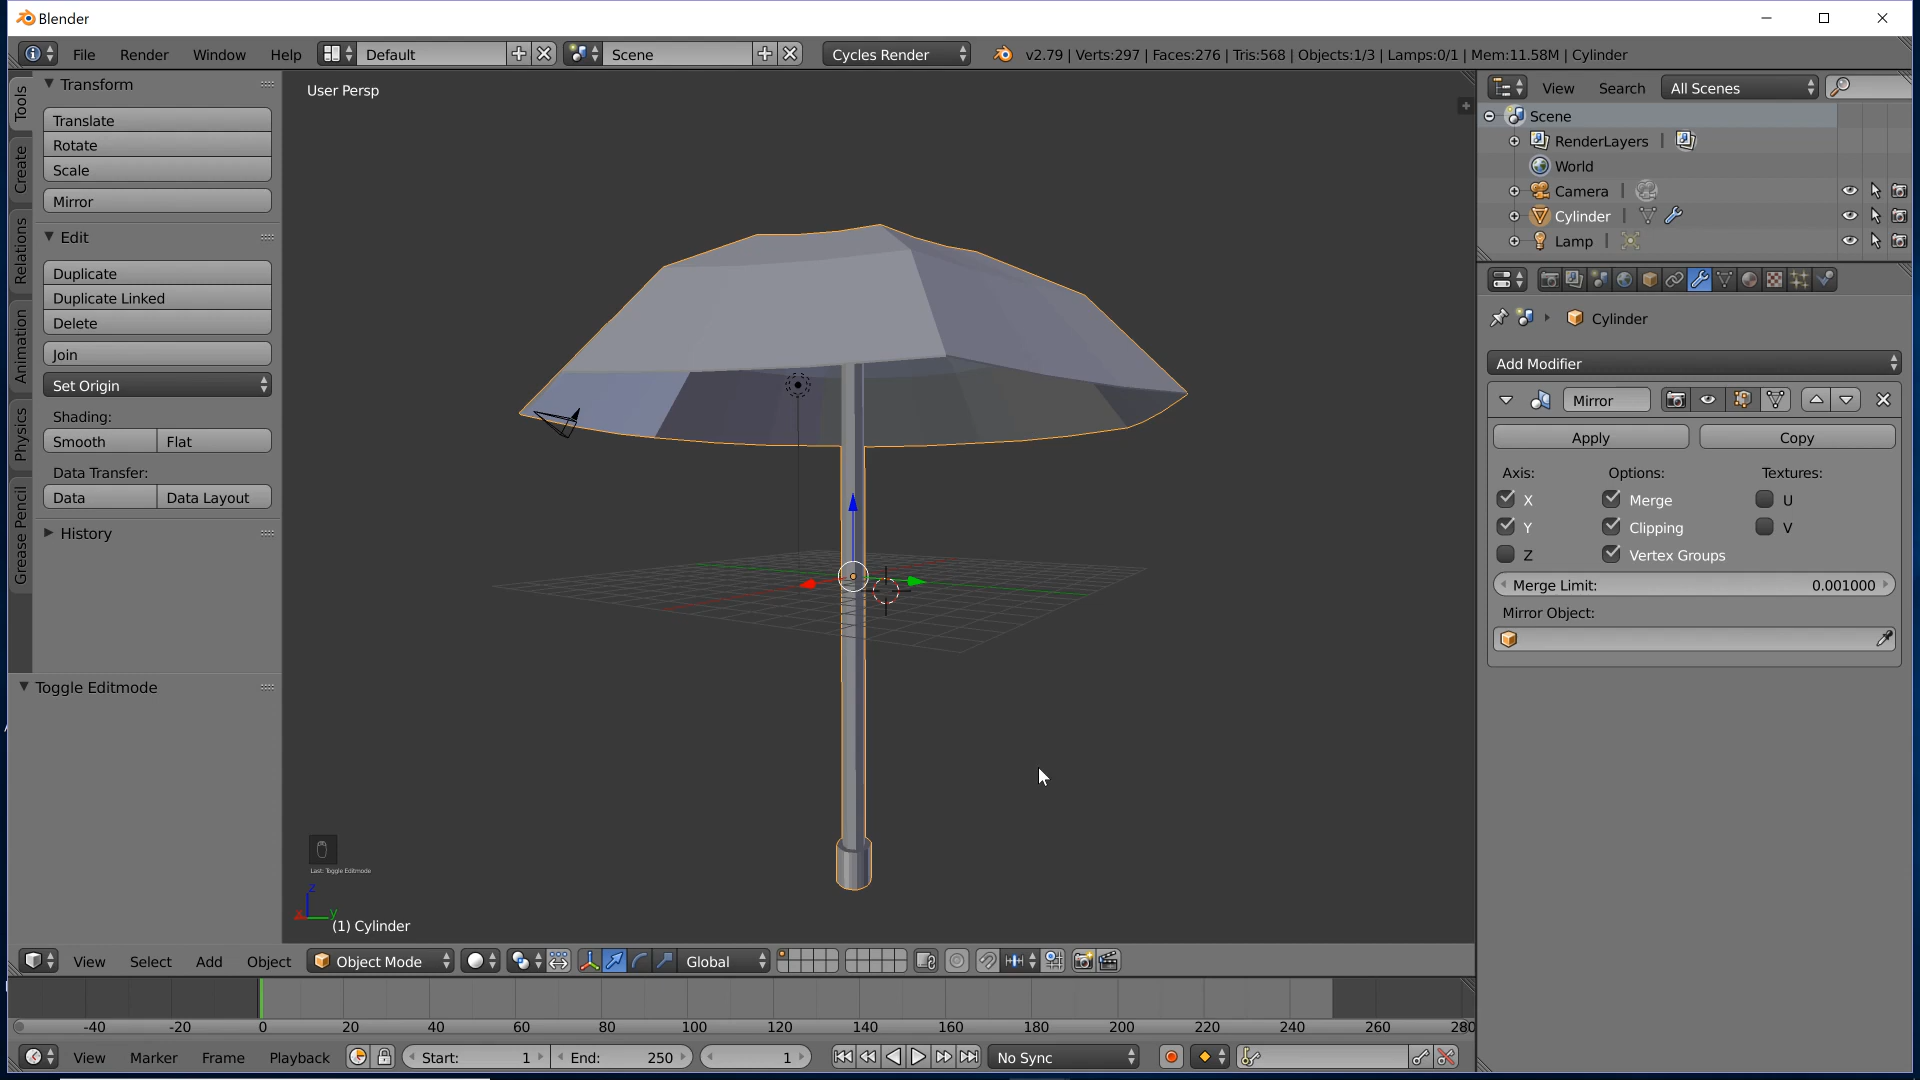 Blender
File Render Window Help Default Scene Cycles Render v2.79 | Verts:297 | Faces:276 | Tris:568 | Objects:1/3 | Lamps:0/1 | Mem:11.58M | Cylinder
Tools
Create
Relations
Animation
Physics
Grease Pencil
Transform
Translate
Rotate
Scale
Mirror
Edit
Duplicate
Duplicate Linked
Delete
Join
Set Origin
Shading:
Smooth Flat
Data Transfer:
Data Data Layout
History
Toggle Editmode
User Persp
Last: Toggle Editmode
z
x y
(1) Cylinder
View Search All Scenes
Scene
RenderLayers |
World
Camera |
Cylinder |
Lamp |
Cylinder
Add Modifier
Mirror
Apply Copy
Axis: Options: Textures:
X Merge U
Y Clipping V
Z Vertex Groups
Merge Limit: 0.001000
Mirror Object:
View Select Add Object Object Mode Global
-40 -20 0 20 40 60 80 100 120 140 160 180 200 220 240 260 280
View Marker Frame Playback Start: 1 End: 250 1 No Sync